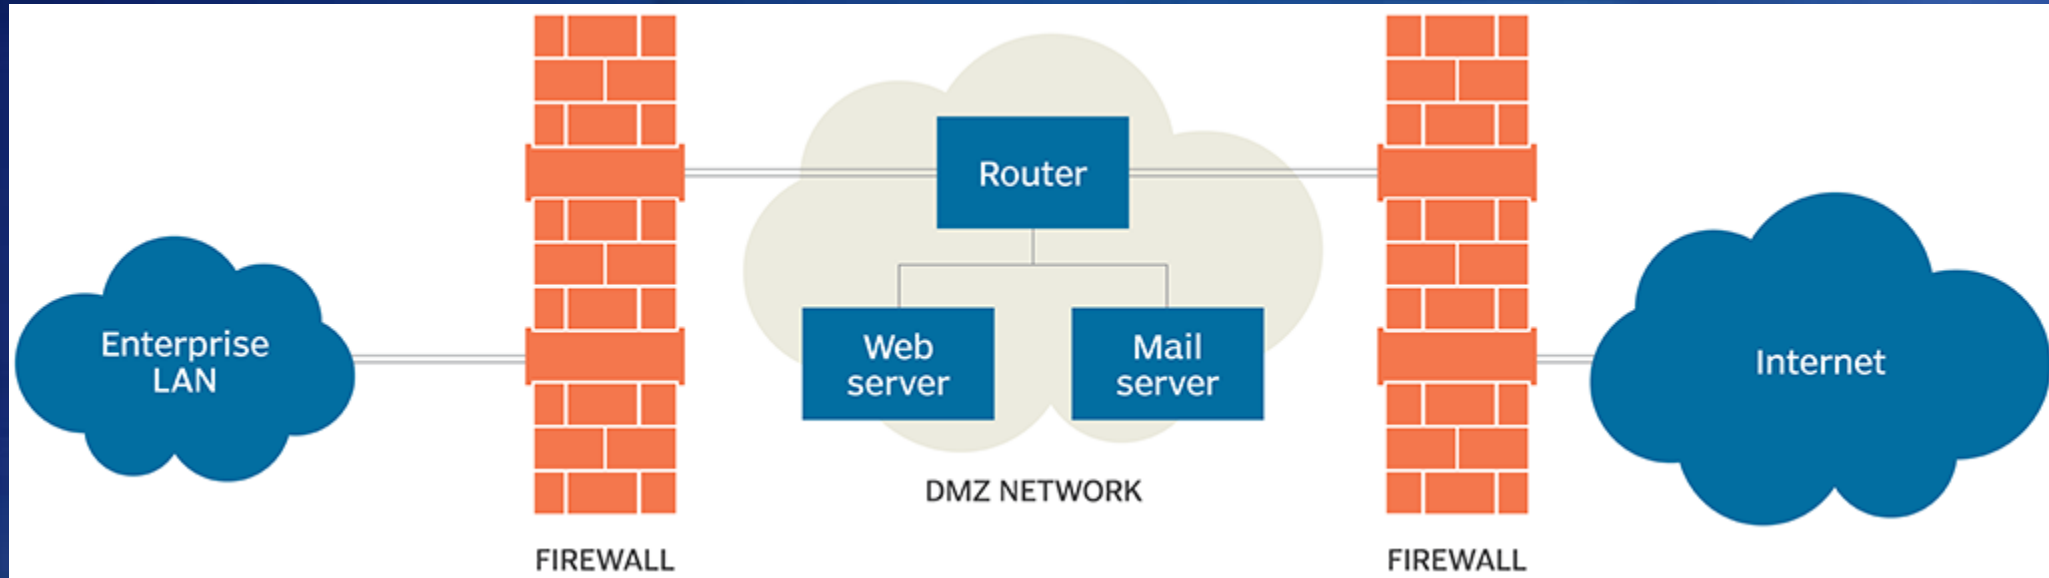 Enterprise
LAN
FIREWALL
Router
Web
server
Mail
server
DMZ NETWORK
FIREWALL
Internet